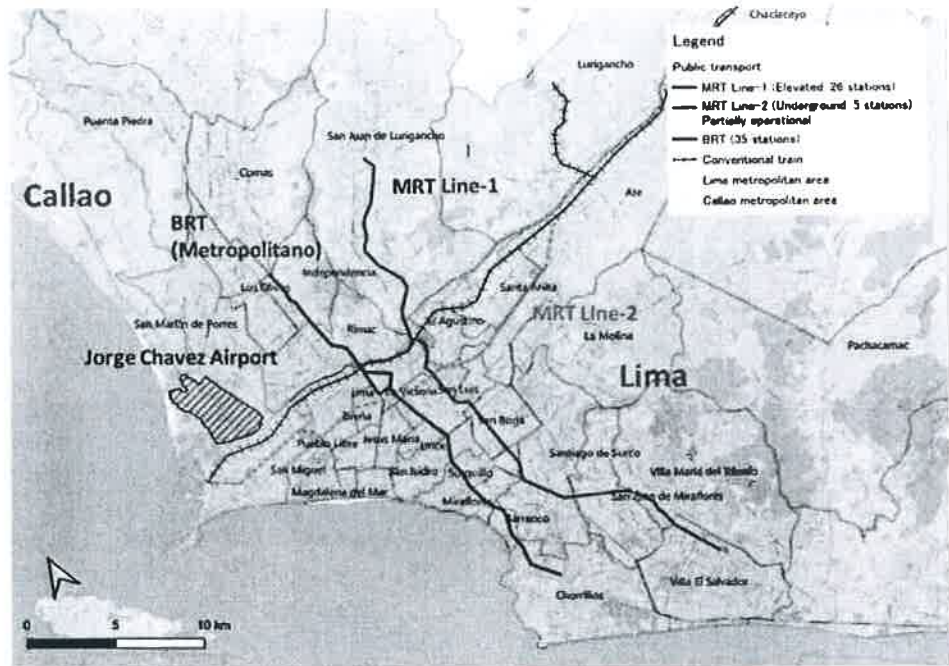 Chaclacayo
Legend
Public transport
MRT Line-1 (Elevated 26 stations)
MRT Line-2 (Underground 5 stations)
Partially operational
BRT (35 stations)
Conventional train
Lima metropolitan area
Callao metropolitan area
Lurigancho
Puente Piedra
San Juan de Lurigancho
Comas
Callao
MRT Line-1
Ate
BRT
(Metropolitano)
Independencia
Los Olivos
Santa Anita
San Martin de Porres
Rimac
El Agustino
MRT Line-2
La Molina
Pachacamac
Jorge Chavez Airport
Lima
Lima
La Victoria
San Luis
Breña
San Borja
Pueblo Libre
Jesus Maria
Lince
Santiago de Surco
San Miguel
San Isidro
Surquillo
Villa Maria del Triunfo
Magdalena del Mar
Miraflores
San Juan de Miraflores
Barranco
Chorrillos
Villa El Salvador
0 5 10 km